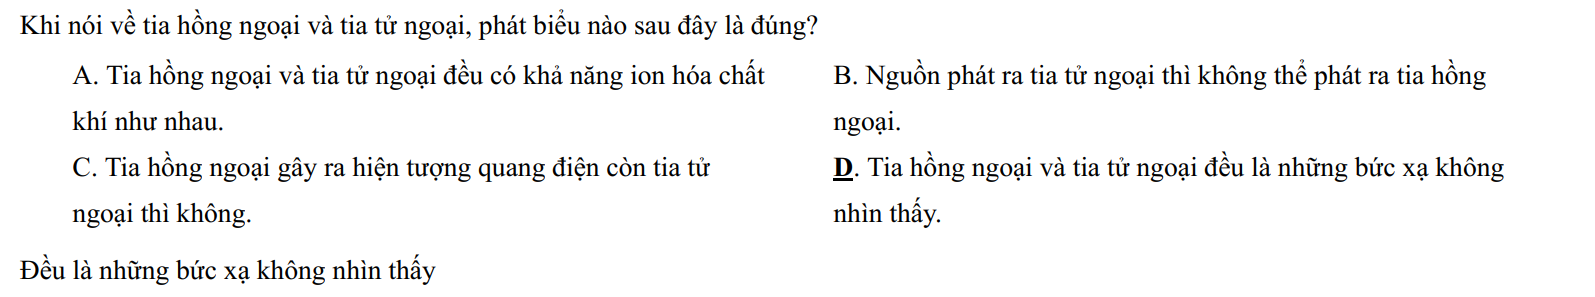 Khi nói về tia hồng ngoại và tia tử ngoại, phát biểu nào sau đây là đúng?
A. Tia hồng ngoại và tia tử ngoại đều có khả năng ion hóa chất
khí như nhau.
B. Nguồn phát ra tia tử ngoại thì không thể phát ra tia hồng
ngoại.
C. Tia hồng ngoại gây ra hiện tượng quang điện còn tia tử
ngoại thì không.
D. Tia hồng ngoại và tia tử ngoại đều là những bức xạ không
nhìn thấy.
Đều là những bức xạ không nhìn thấy